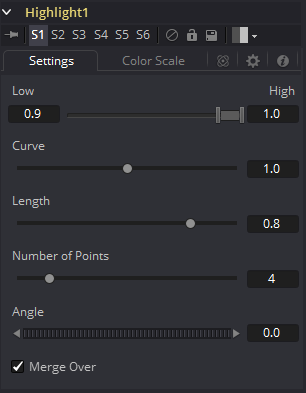 Highlight1
S1 S2 S3 S4 S5 S6
Settings Color Scale
Low High
0.9 1.0
Curve
1.0
Length
0.8
Number of Points
4
Angle
0.0
Merge Over